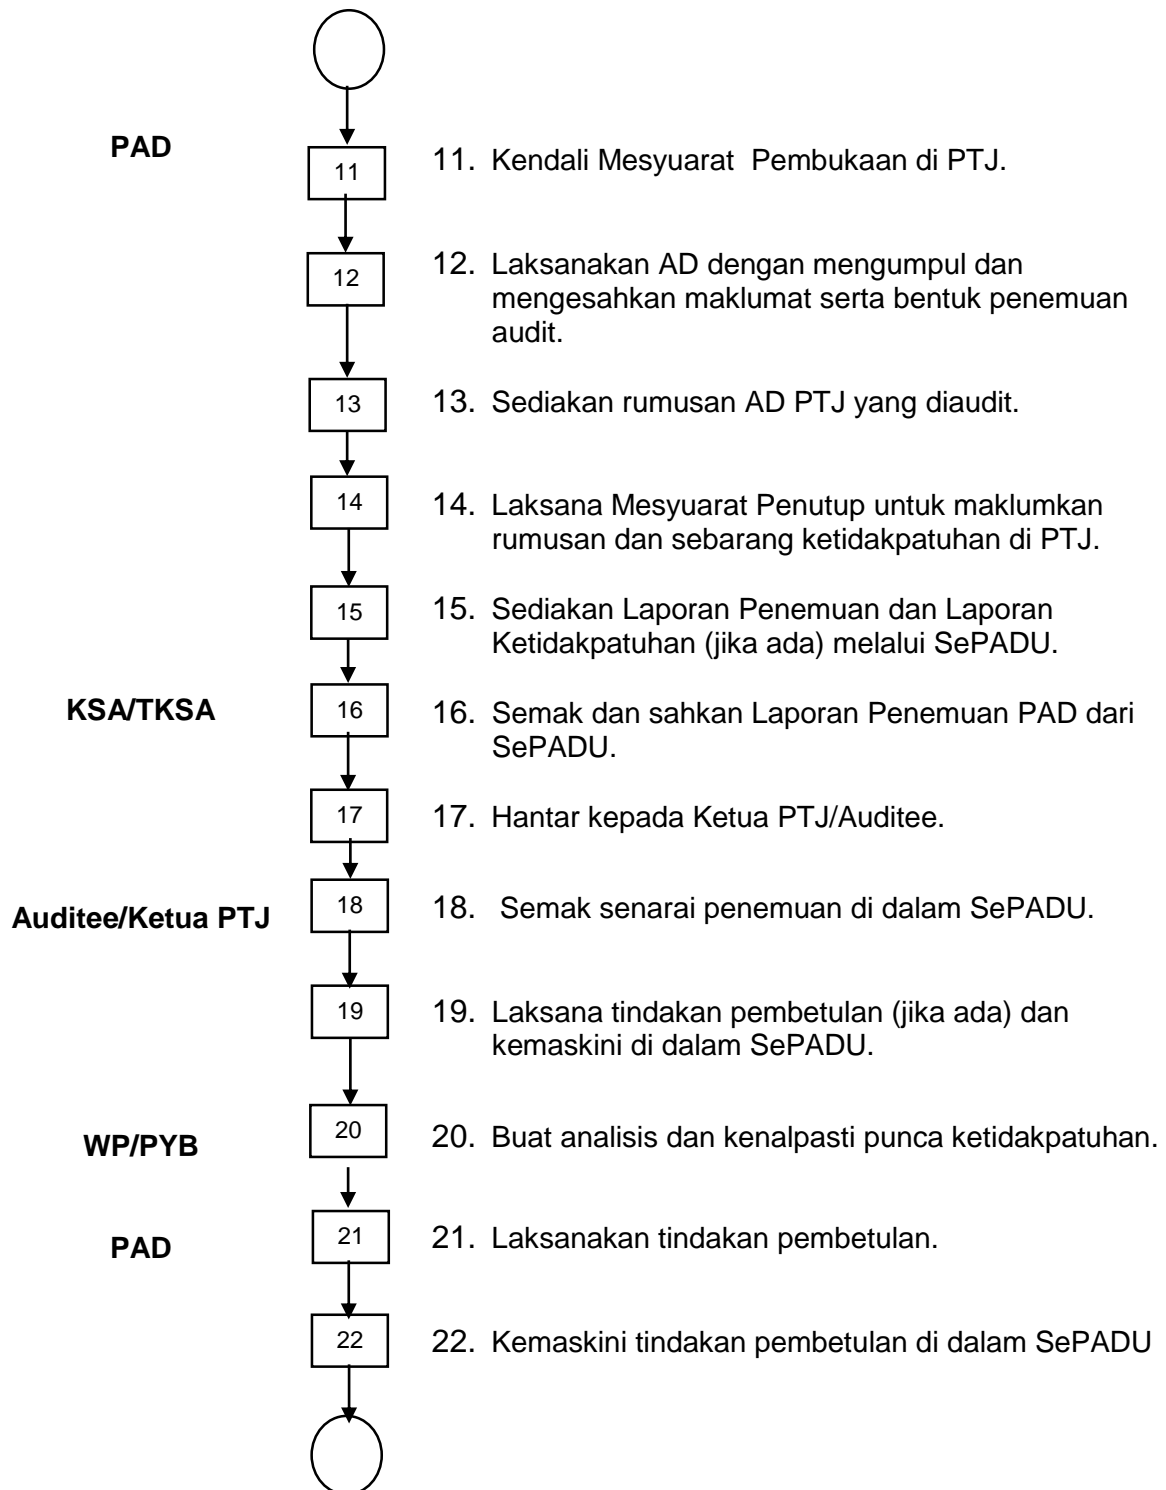 PAD
11
11. Kendali Mesyuarat Pembukaan di PTJ.
12
12. Laksanakan AD dengan mengumpul dan
mengesahkan maklumat serta bentuk penemuan
audit.
13
13. Sediakan rumusan AD PTJ yang diaudit.
14
14. Laksana Mesyuarat Penutup untuk maklumkan
rumusan dan sebarang ketidakpatuhan di PTJ.
15
15. Sediakan Laporan Penemuan dan Laporan
Ketidakpatuhan (jika ada) melalui SePADU.
KSA/TKSA
16
16. Semak dan sahkan Laporan Penemuan PAD dari
SePADU.
17
17. Hantar kepada Ketua PTJ/Auditee.
Auditee/Ketua PTJ
18
18. Semak senarai penemuan di dalam SePADU.
19
19. Laksana tindakan pembetulan (jika ada) dan
kemaskini di dalam SePADU.
WP/PYB
20
20. Buat analisis dan kenalpasti punca ketidakpatuhan.
PAD
21
21. Laksanakan tindakan pembetulan.
22
22. Kemaskini tindakan pembetulan di dalam SePADU